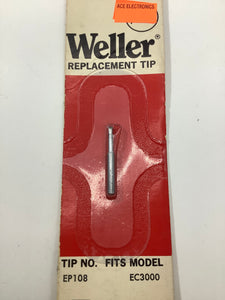 ACE ELECTRONICS
Weller®
REPLACEMENT TIP
TIP NO. FITS MODEL
EP108 EC3000